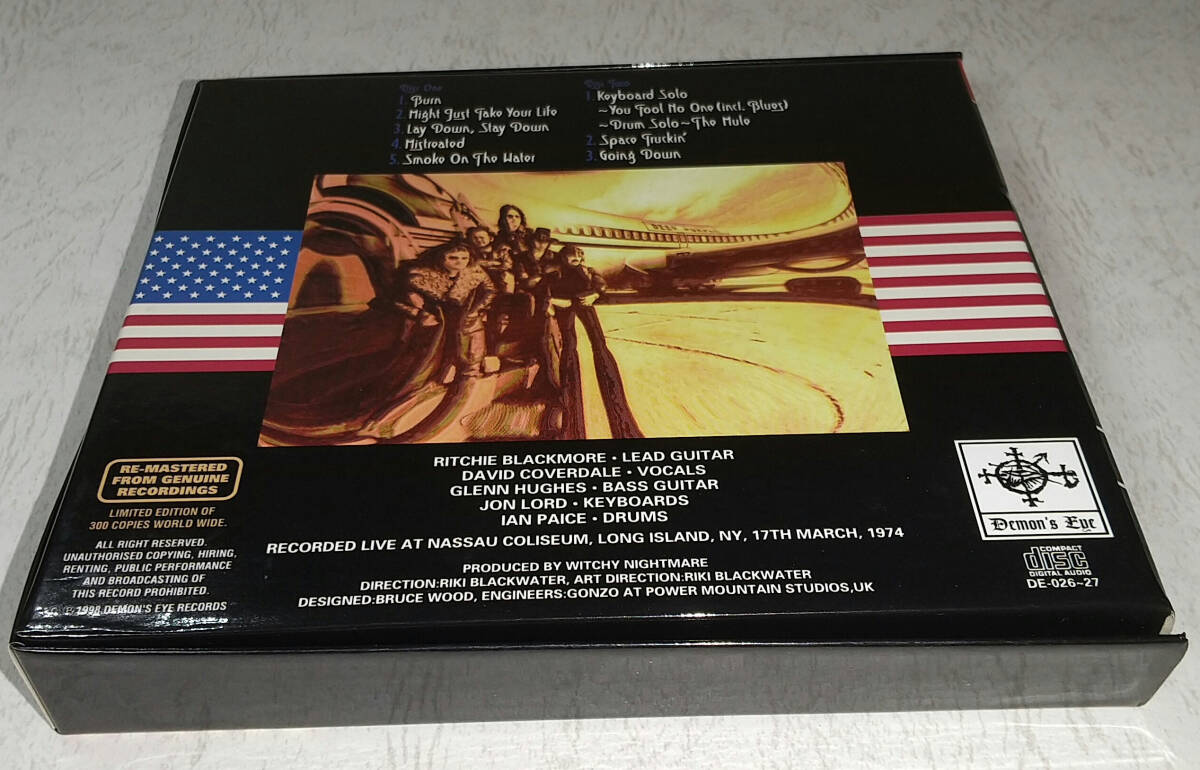 Disc One
1. Burn
2. Might Just Take Your Life
3. Lay Down, Stay Down
4. Mistreated
5. Smoke On The Water
Disc Two
1. Keyboard Solo
~You Fool No One (incl. Blues)
~Drum Solo~The Mule
2. Space Truckin'
3. Going Down
DEEP PURPLE
RITCHIE BLACKMORE · LEAD GUITAR
DAVID COVERDALE · VOCALS
GLENN HUGHES · BASS GUITAR
JON LORD · KEYBOARDS
IAN PAICE · DRUMS
RECORDED LIVE AT NASSAU COLISEUM, LONG ISLAND, NY, 17TH MARCH, 1974
PRODUCED BY WITCHY NIGHTMARE
DIRECTION:RIKI BLACKWATER, ART DIRECTION:RIKI BLACKWATER
DESIGNED:BRUCE WOOD, ENGINEERS:GONZO AT POWER MOUNTAIN STUDIOS,UK
RE-MASTERED
FROM GENUINE
RECORDINGS
LIMITED EDITION OF
300 COPIES WORLD WIDE.
ALL RIGHT RESERVED.
UNAUTHORISED COPYING, HIRING,
RENTING, PUBLIC PERFORMANCE
AND BROADCASTING OF
THIS RECORD PROHIBITED.
1998 DEMON'S EYE RECORDS
Demon's Eye
COMPACT
disc
DIGITAL AUDIO
DE-026~27